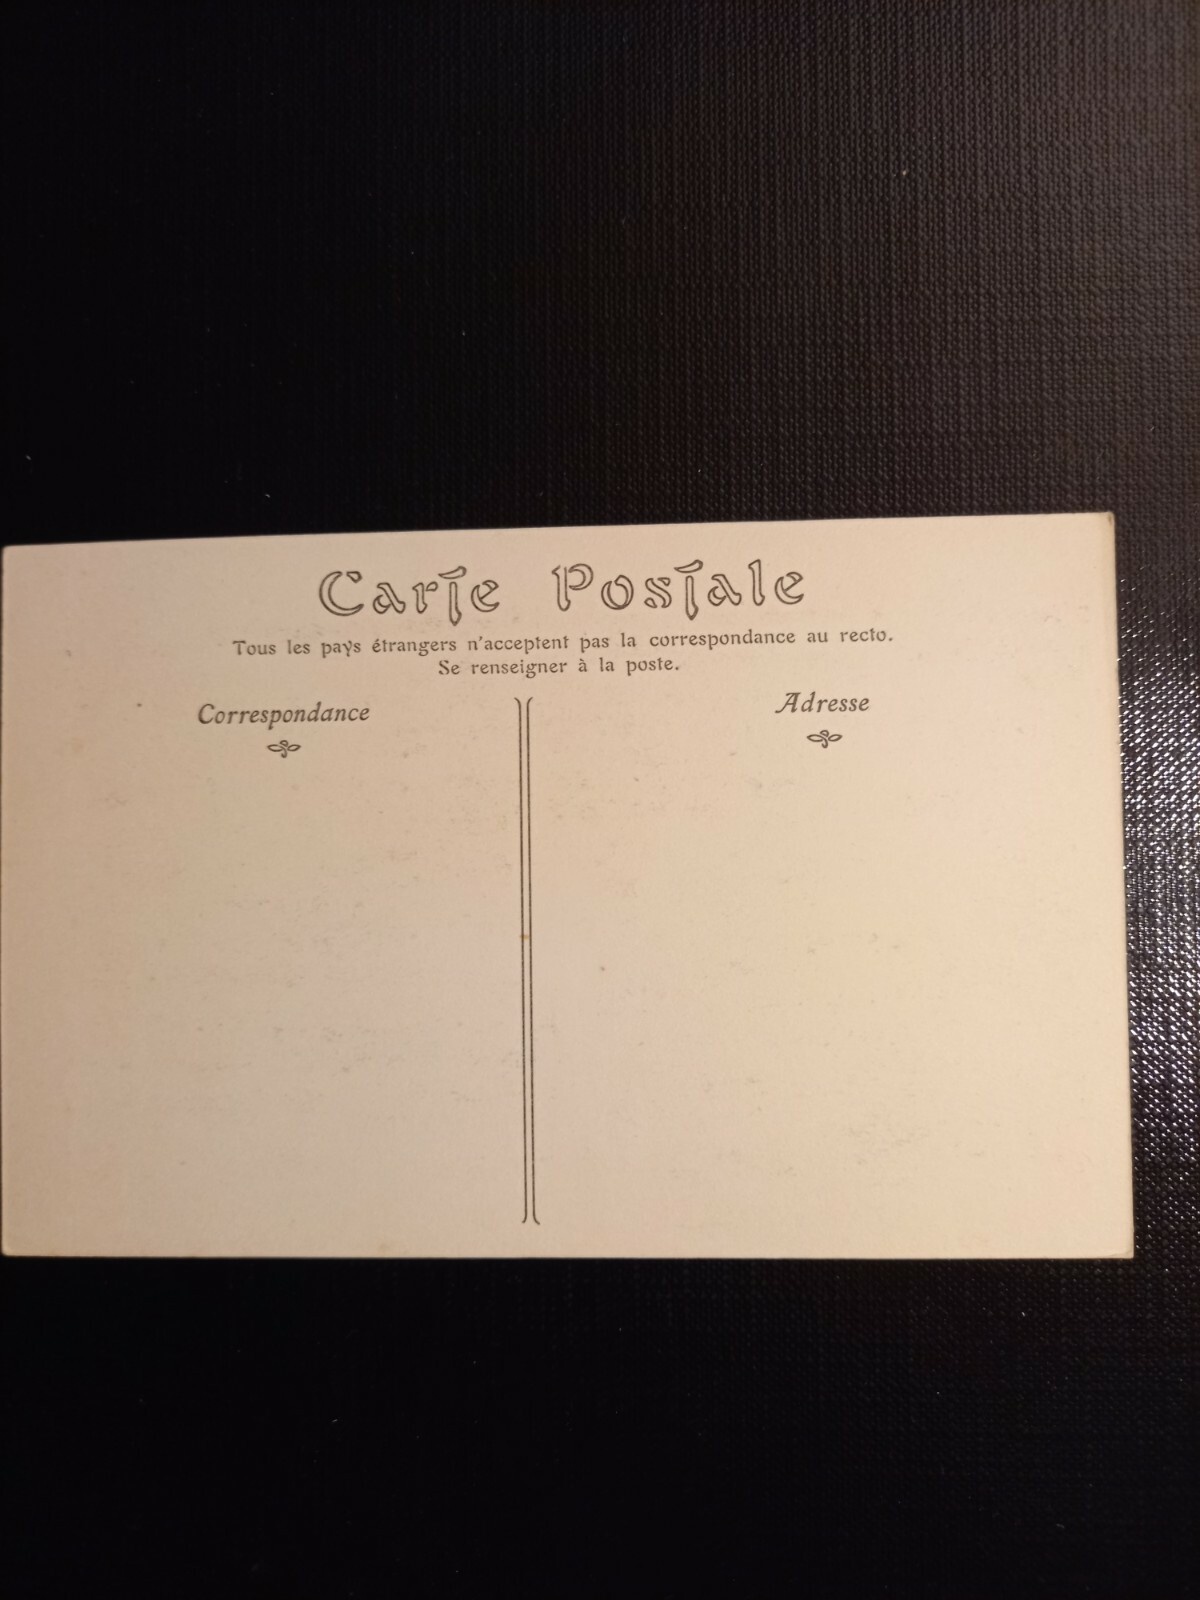 Carte Postale
Tous les pays étrangers n'acceptent pas la correspondance au recto.
Se renseigner à la poste.
Correspondance
Adresse